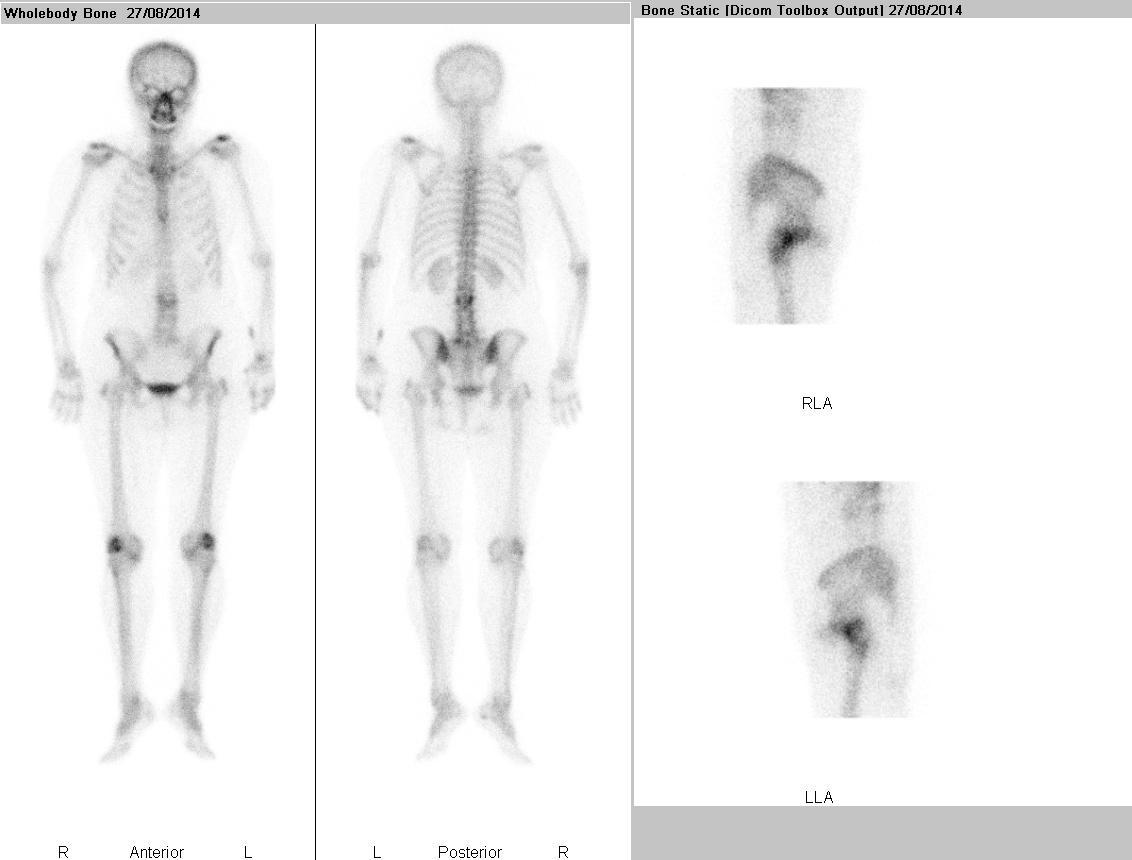 Wholebody Bone 27/08/2014
Bone Static [Dicom Toolbox Output] 27/08/2014
RLA
LLA
R Anterior L
L Posterior R